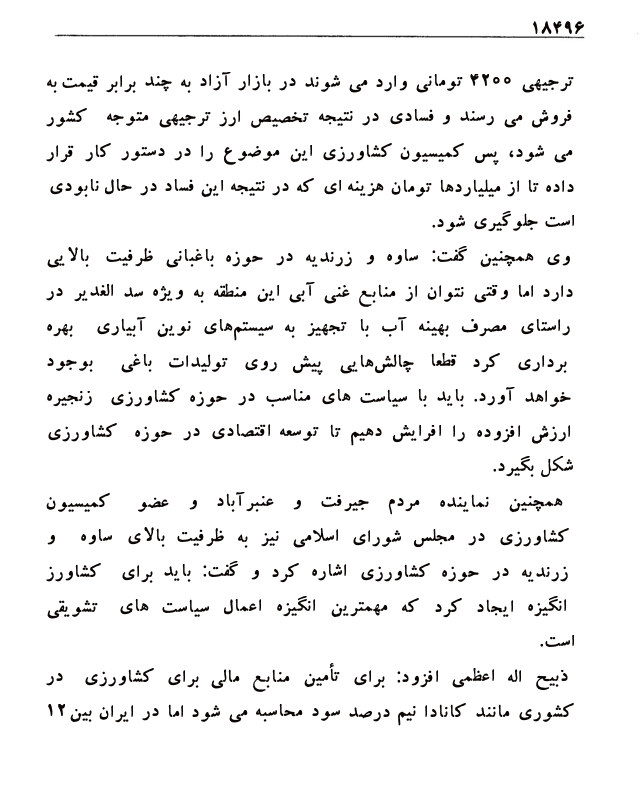 ۱۸۴۹۶
ترجیهی ۴۲۰۰ تومانی وارد می شوند در بازار آزاد به چند برابر قیمت به
فروش می رسند و فسادی در نتیجه تخصیص ارز ترجیهی متوجه کشور
می شود، پس کمیسیون کشاورزی این موضوع را در دستور کار قرار
داده تا از میلیاردها تومان هزینه ای که در نتیجه این فساد در حال نابودی
است جلوگیری شود.
وی همچنین گفت: ساوه و زرندیه در حوزه باغبانی ظرفیت بالایی
دارد اما وقتی نتوان از منابع غنی آبی این منطقه به ویژه سد الغدیر در
راستای مصرف بهینه آب با تجهیز به سیستم‌های نوین آبیاری بهره
برداری کرد قطعا چالش‌هایی پیش روی تولیدات باغی بوجود
خواهد آورد. باید با سیاست های مناسب در حوزه کشاورزی زنجیره
ارزش افزوده را افرایش دهیم تا توسعه اقتصادی در حوزه کشاورزی
شکل بگیرد.
همچنین نماینده مردم جیرفت و عنبرآباد و عضو کمیسیون
کشاورزی در مجلس شورای اسلامی نیز به ظرفیت بالای ساوه و
زرندیه در حوزه کشاورزی اشاره کرد و گفت: باید برای کشاورز
انگیزه ایجاد کرد که مهمترین انگیزه اعمال سیاست های تشویقی
است.
ذبیح اله اعظمی افزود: برای تأمین منابع مالی برای کشاورزی در
کشوری مانند کانادا نیم درصد سود محاسبه می شود اما در ایران بین ۱۲